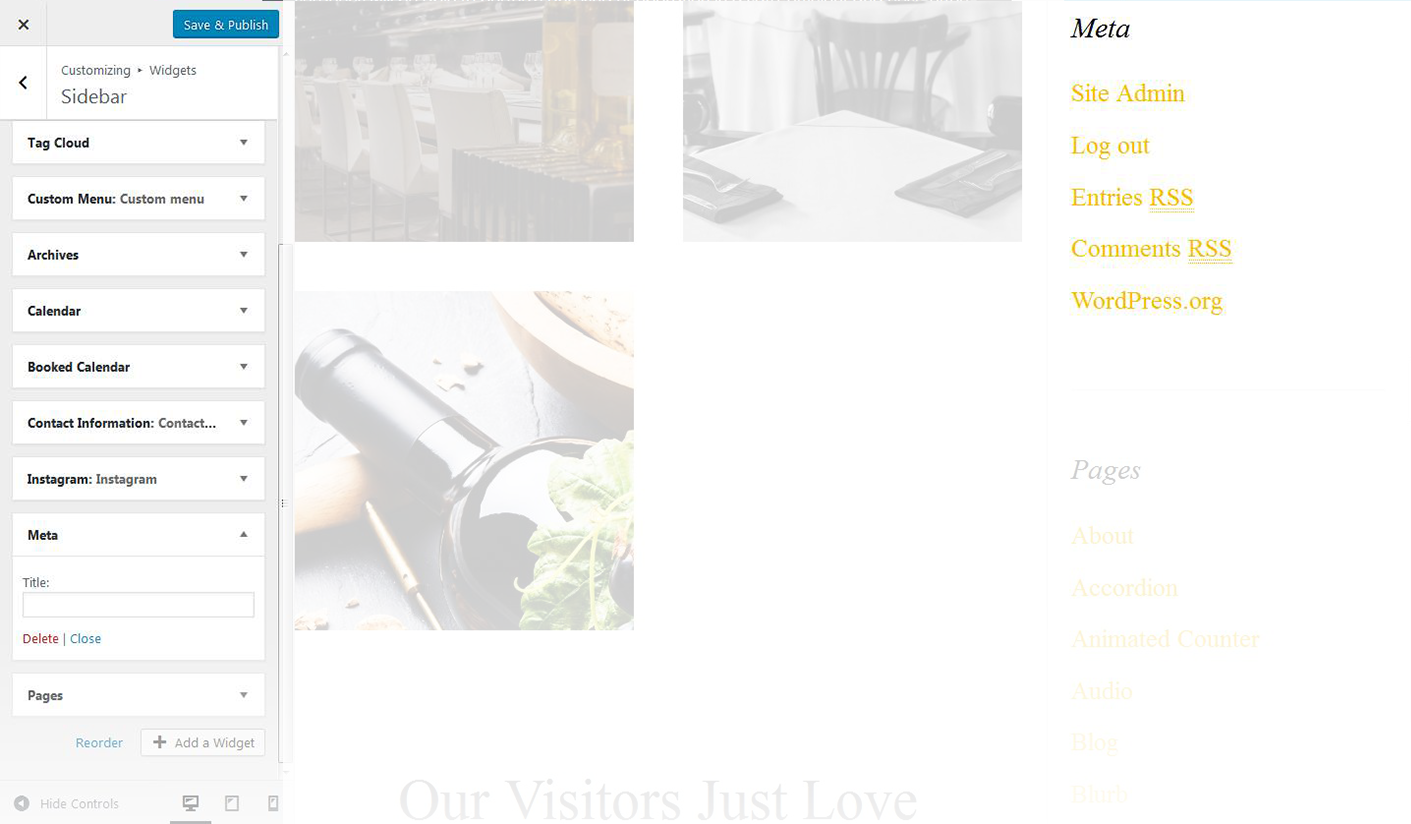 Save & Publish
Customizing ▸ Widgets
Sidebar
Tag Cloud
Custom Menu: Custom menu
Archives
Calendar
Booked Calendar
Contact Information: Contact...
Instagram: Instagram
Meta
Title:
Delete | Close
Pages
Reorder
Add a Widget
Hide Controls
Our Visitors Just Love
Meta
Site Admin
Log out
Entries RSS
Comments RSS
WordPress.org
Pages
About
Accordion
Animated Counter
Audio
Blog
Blurb